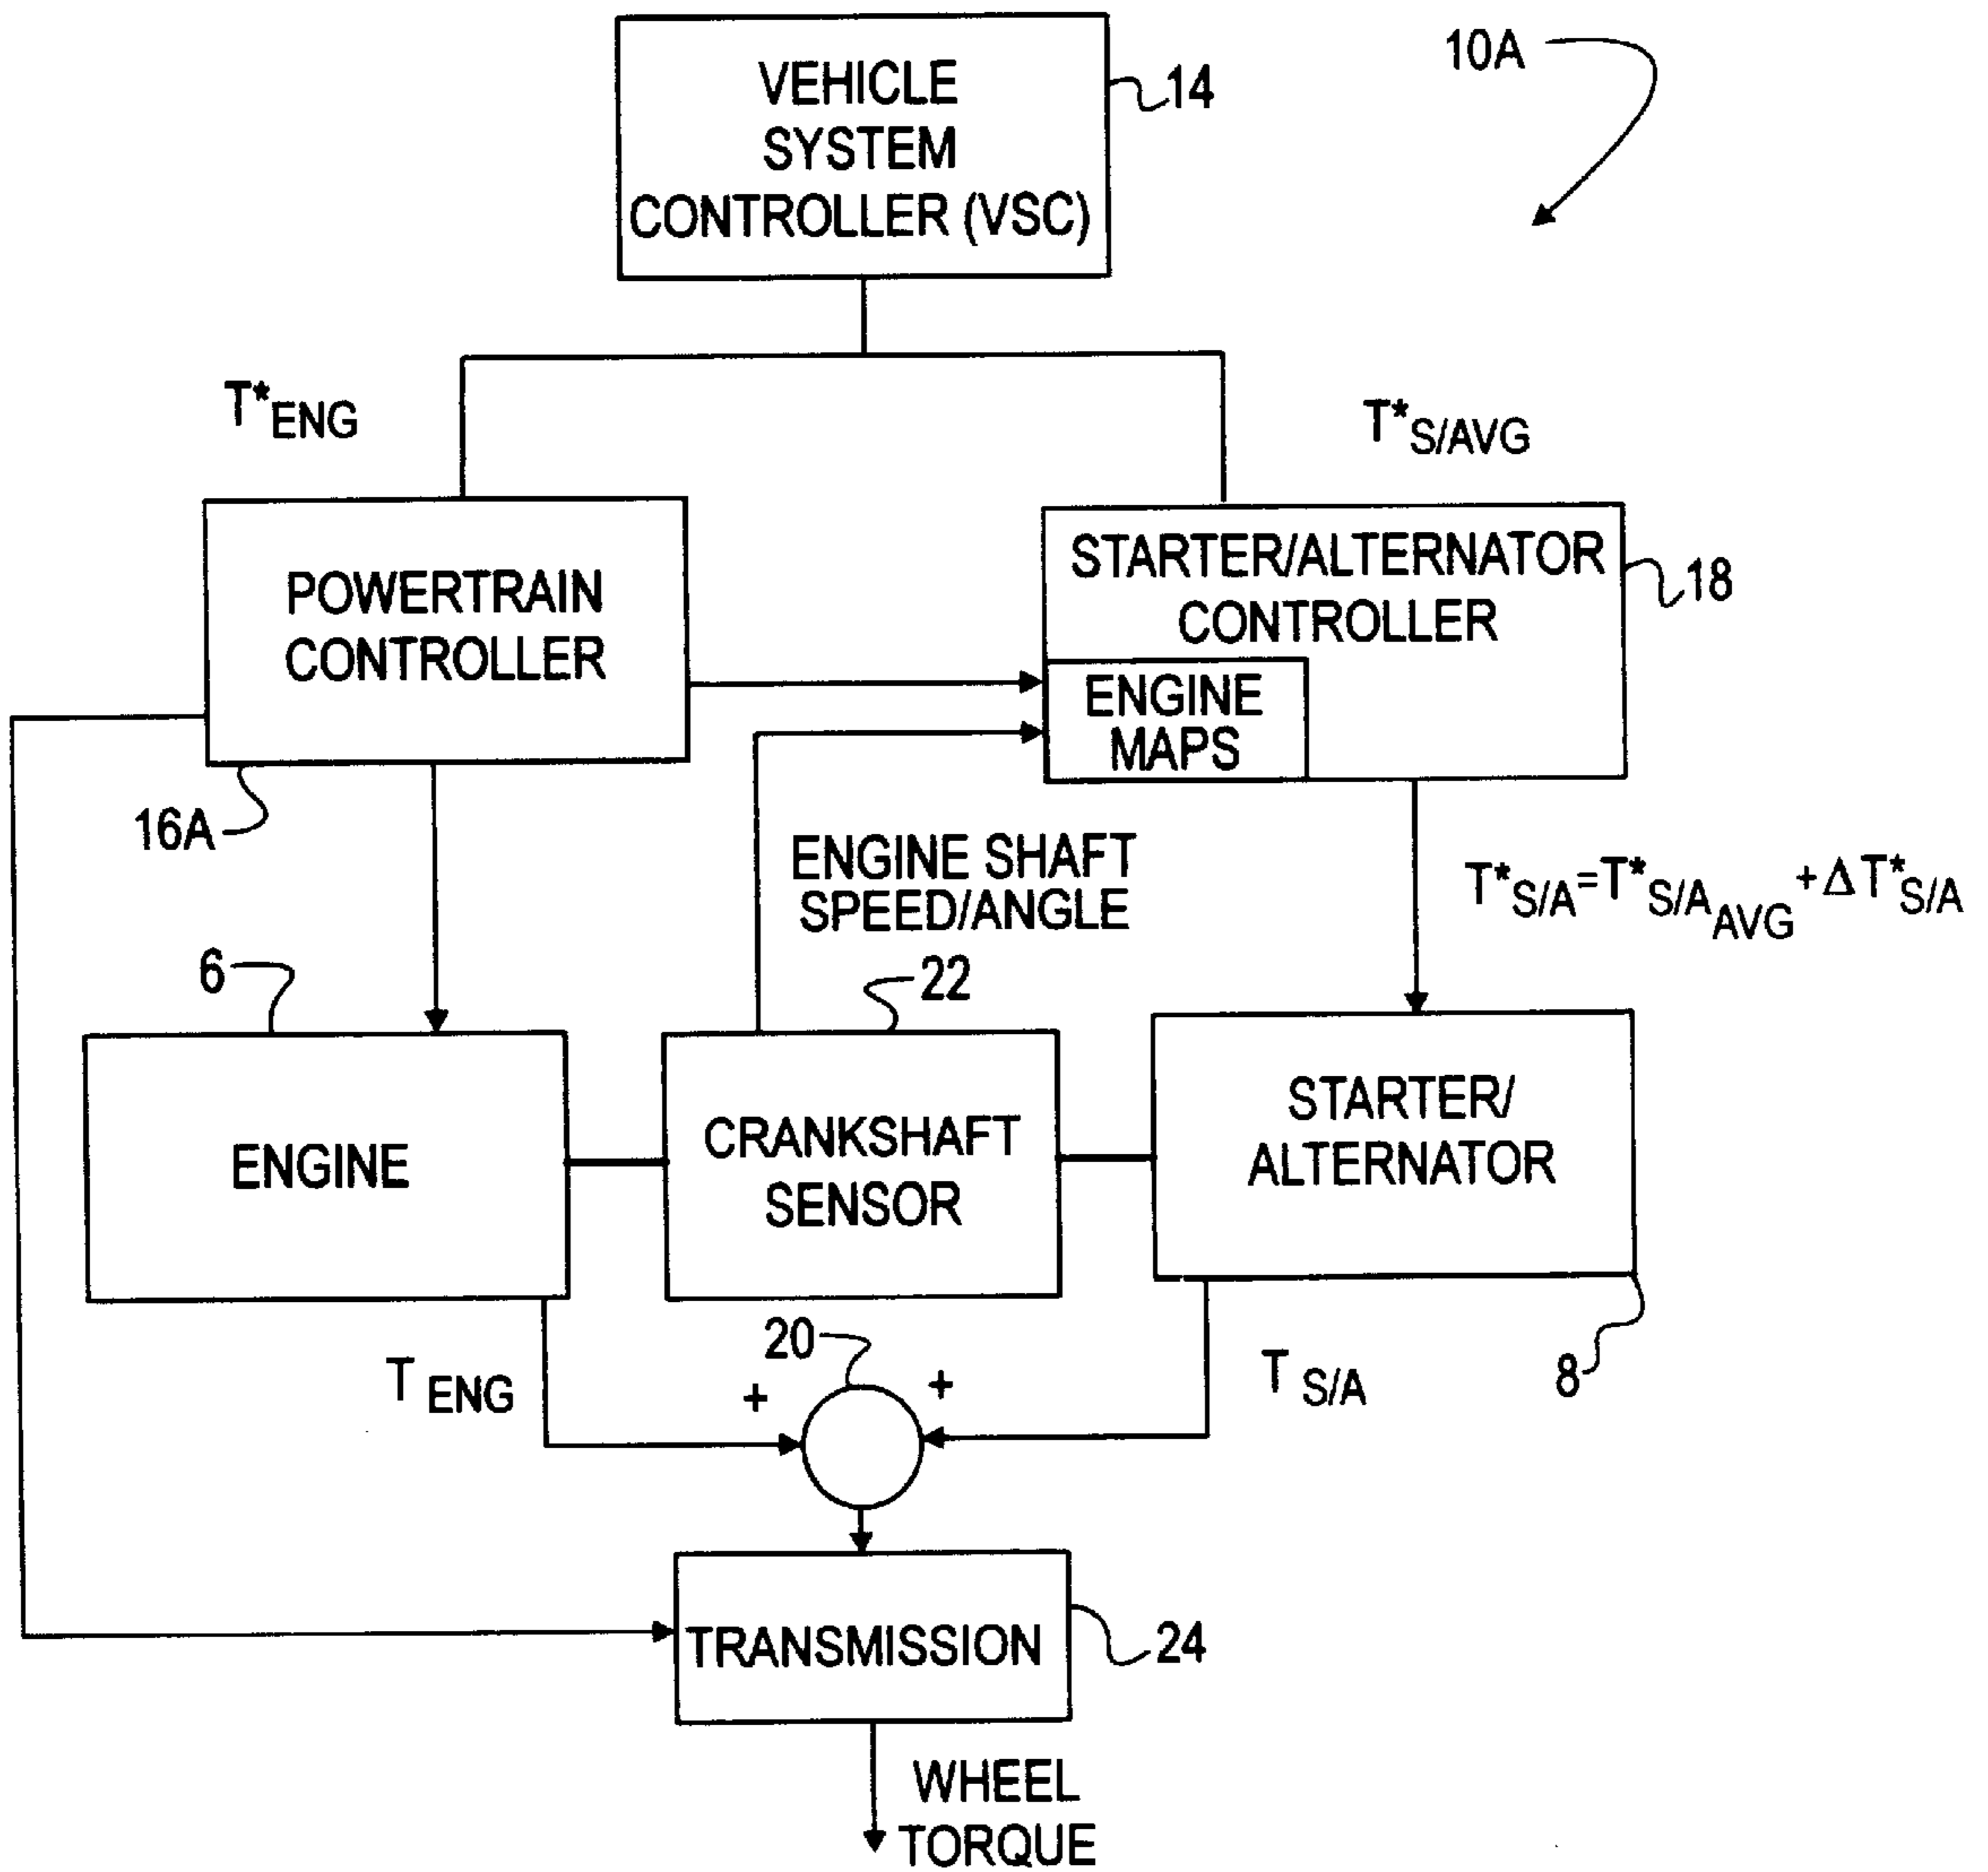 VEHICLE
SYSTEM
CONTROLLER (VSC)
14
10A
T*ENG
T*S/AVG
POWERTRAIN
CONTROLLER
STARTER/ALTERNATOR
CONTROLLER
18
ENGINE
MAPS
16A
ENGINE SHAFT
SPEED/ANGLE
T*S/A=T*S/AAVG+Δ T*S/A
6
22
ENGINE
CRANKSHAFT
SENSOR
STARTER/
ALTERNATOR
20
8
T ENG
+
+
T S/A
TRANSMISSION
24
WHEEL
TORQUE